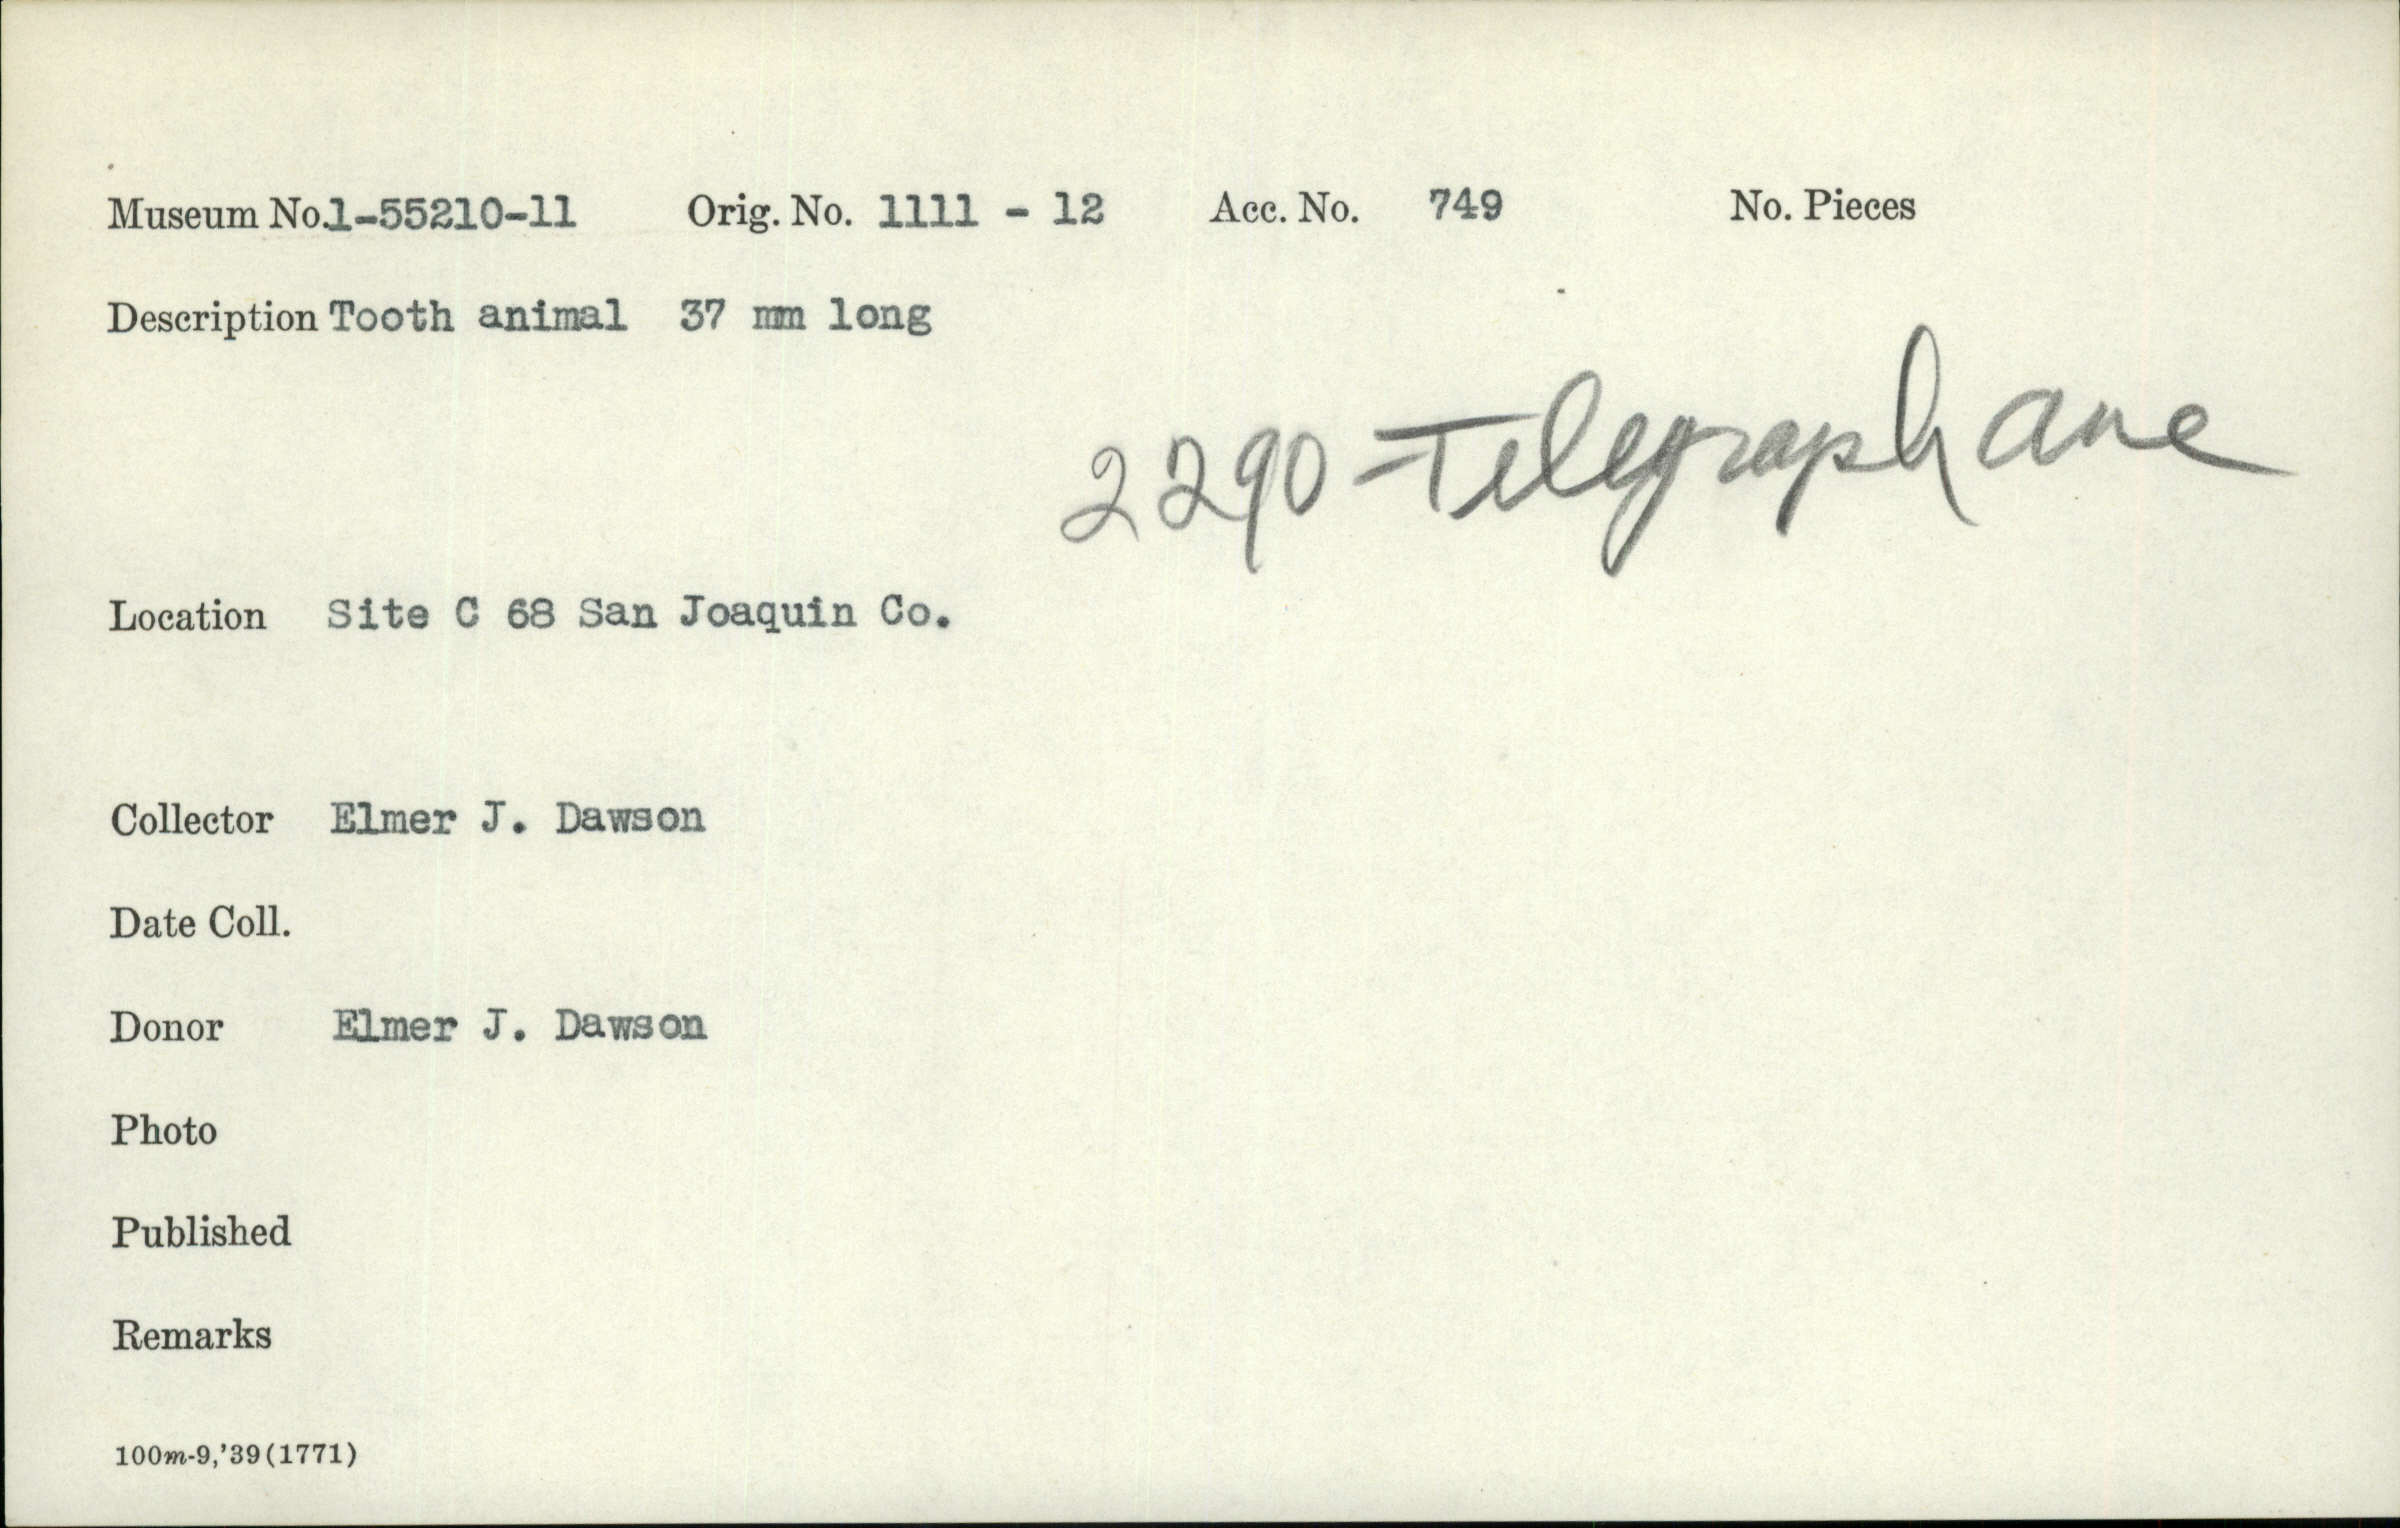 Museum No.1-55210-11 Orig. No. 1111 - 12 Acc. No. 749 No. Pieces
Description Tooth animal 37 mm long
2290-Telegraph ave
Location Site C 68 San Joaquin Co.
Collector Elmer J. Dawson
Date Coll.
Donor Elmer J. Dawson
Photo
Published
Remarks
100m-9,'39(1771)